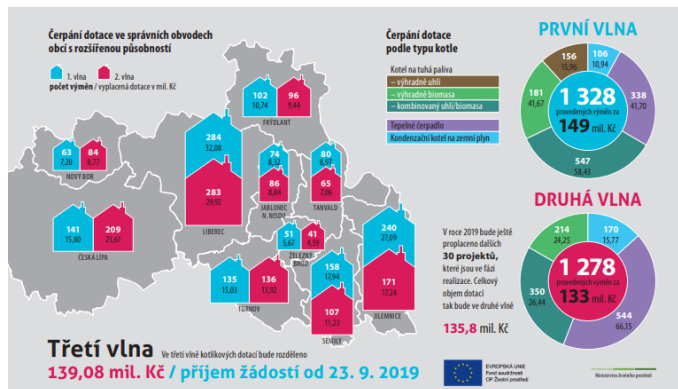 Čerpání dotace ve správních obvodech
obcí s rozšířenou působností
1. vlna
2. vlna
počet výměn / vyplacená dotace v mil. Kč
102
10,74
96
9,44
FRÝDLANT
63
7,20
84
8,77
NOVÝ BOR
284
32,08
283
29,92
LIBEREC
74
8,32
86
8,84
JABLONEC
N. NISOU
80
8,97
65
7,06
TANVALD
141
15,80
209
21,61
ČESKÁ LÍPA
51
5,67
41
4,39
ŽELEZNÝ
BROD
135
15,03
136
13,92
TURNOV
158
17,94
107
11,23
SEMILY
240
27,09
171
17,24
JILEMNICE
Čerpání dotace
podle typu kotle
Kotel na tuhá paliva
– výhradně uhlí
– výhradně biomasa
– kombinovaný uhlí/biomasa
Tepelné čerpadlo
Kondenzační kotel na zemní plyn
PRVNÍ VLNA
156
15,96
106
10,94
181
41,67
338
41,70
547
58,43
1 328
provedených výměn za
149 mil. Kč
DRUHÁ VLNA
214
24,25
170
15,77
350
26,44
544
66,15
1 278
provedených výměn za
133 mil. Kč
V roce 2019 bude ještě
proplaceno dalších
30 projektů,
které jsou ve fázi
realizace. Celkový
objem dotací
tak bude ve druhé vlně
135,8 mil. Kč
Třetí vlna
Ve třetí vlně kotlíkových dotací bude rozděleno
139,08 mil. Kč / příjem žádostí od 23. 9. 2019
EVROPSKÁ UNIE
Fond soudržnosti
OP Životní prostředí
Ministerstvo životního prostředí